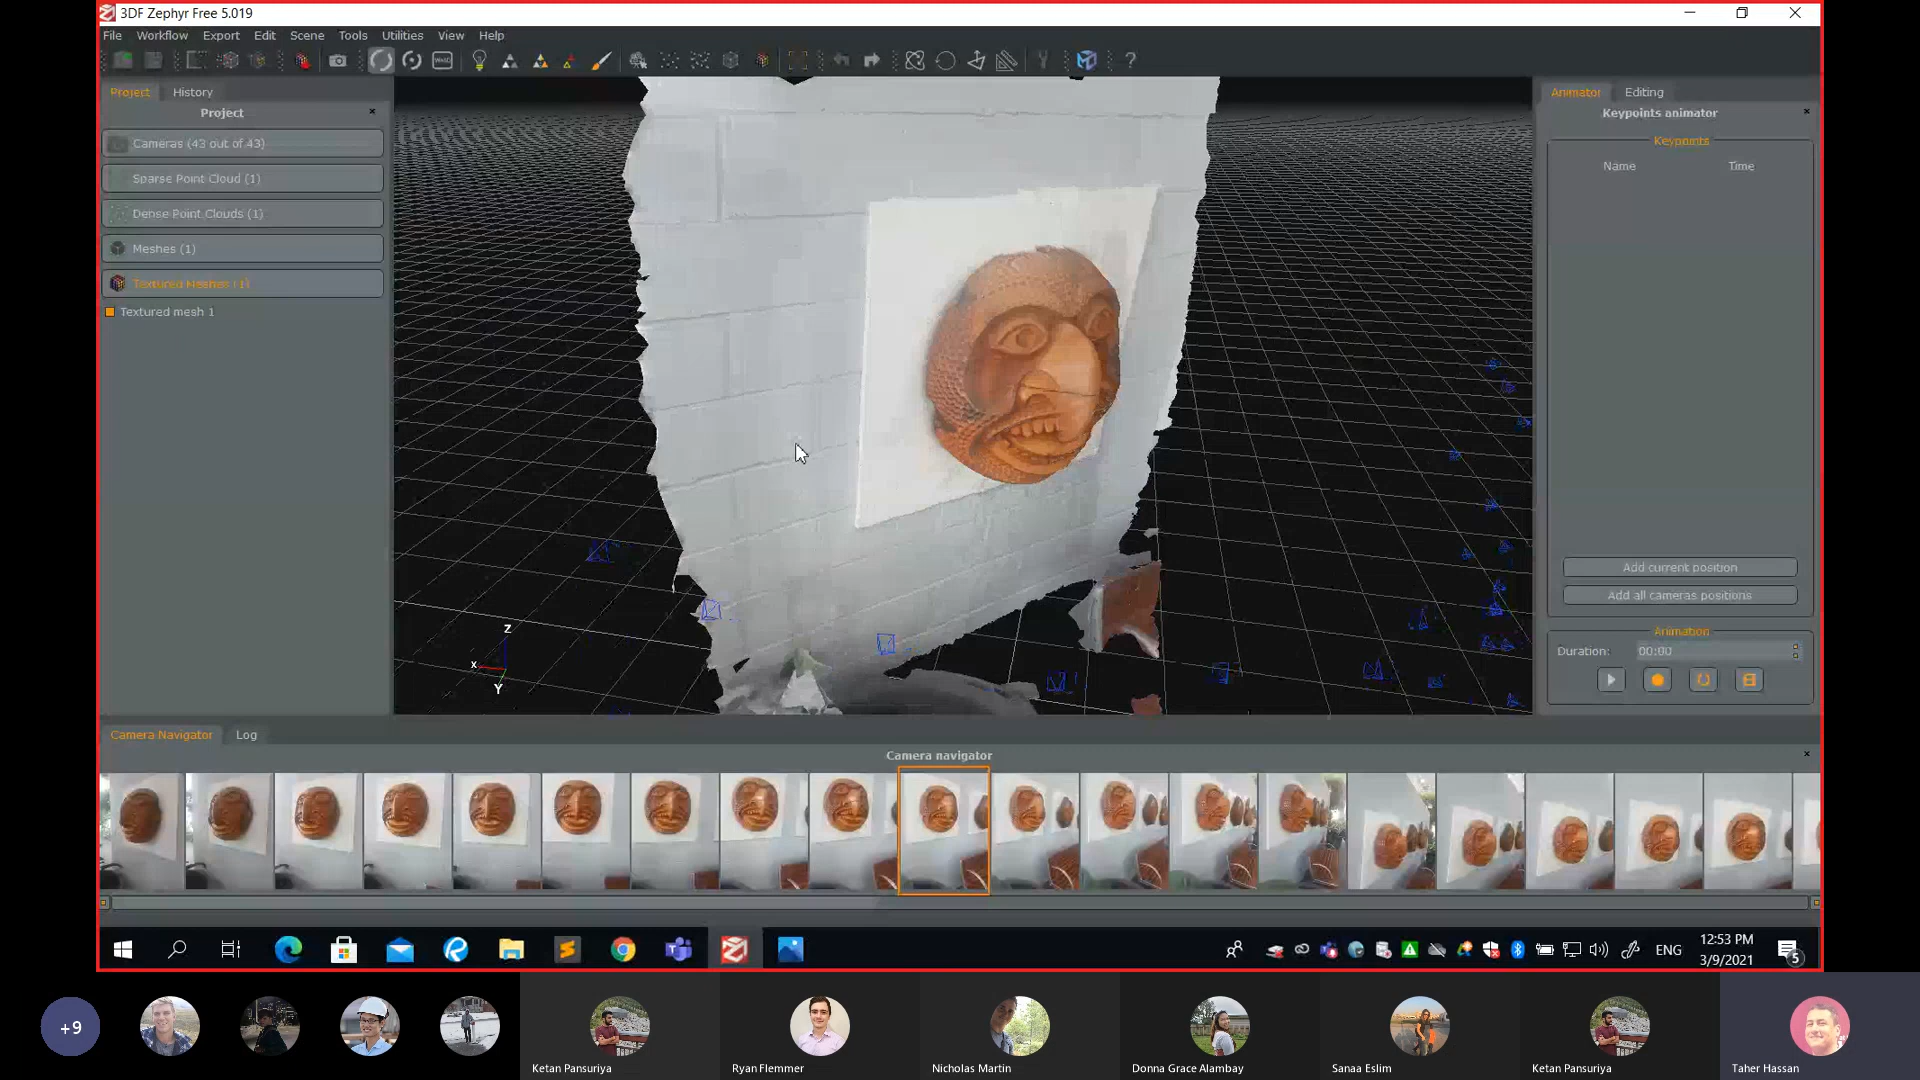 3DF Zephyr Free 5.019
File Workflow Export Edit Scene Tools Utilities View Help
Project History
Project
Cameras (43 out of 43)
Sparse Point Cloud (1)
Dense Point Clouds (1)
Meshes (1)
Textured Meshes (1)
Textured mesh 1
Z
X
Y
Animator Editing
Keypoints animator
Keypoints
Name Time
Add current position
Add all cameras positions
Animation
Duration: 00:00
Camera Navigator Log
Camera navigator
ENG
12:53 PM
3/9/2021
5
+9
Ketan Pansuriya
Ryan Flemmer
Nicholas Martin
Donna Grace Alambay
Sanaa Eslim
Ketan Pansuriya
Taher Hassan